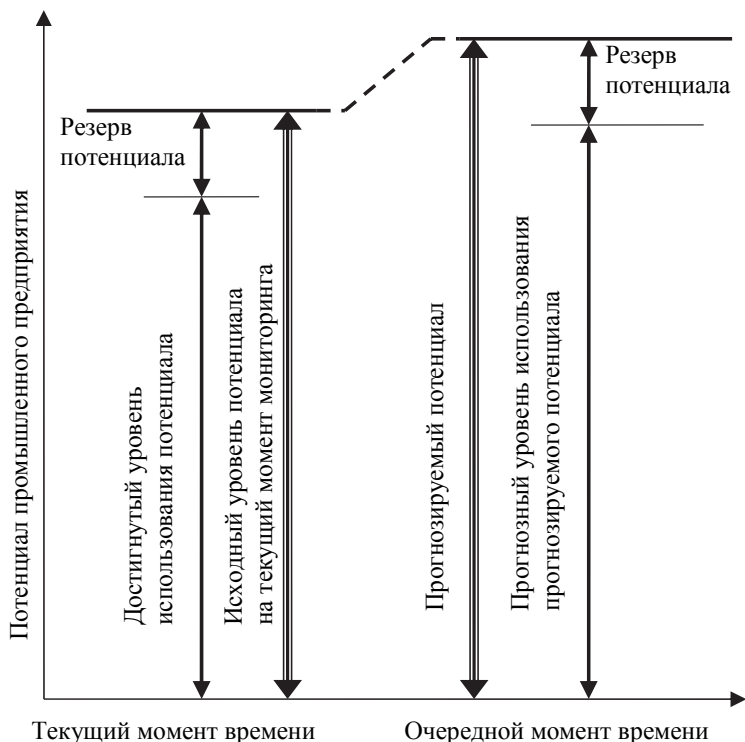 Потенциал промышленного предприятия
Резерв
потенциала
Достигнутый уровень
использования потенциала
Исходный уровень потенциала
на текущий момент мониторинга
Прогнозируемый потенциал
Резерв
потенциала
Прогнозный уровень использования
прогнозируемого потенциала
Текущий момент времени
Очередной момент времени